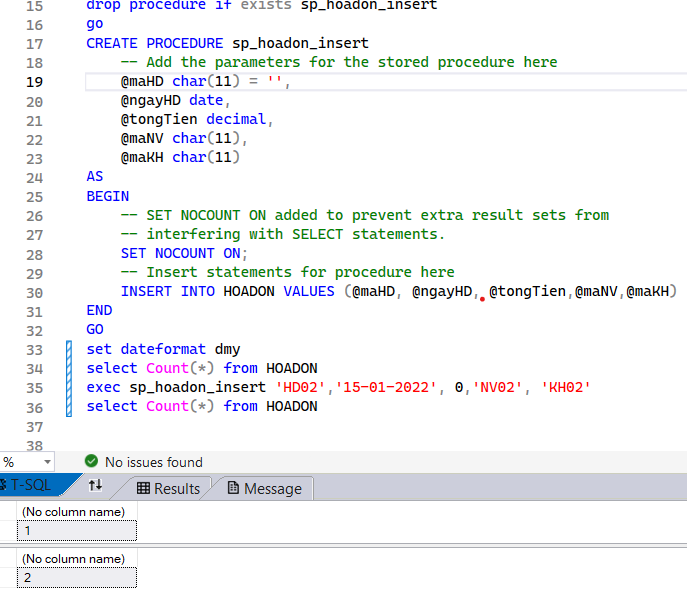 15 drop procedure if exists sp_hoadon_insert
16 go
17 CREATE PROCEDURE sp_hoadon_insert
18 -- Add the parameters for the stored procedure here
19 @maHD char(11) = '',
20 @ngayHD date,
21 @tongTien decimal,
22 @maNV char(11),
23 @maKH char(11)
24 AS
25 BEGIN
26 -- SET NOCOUNT ON added to prevent extra result sets from
27 -- interfering with SELECT statements.
28 SET NOCOUNT ON;
29 -- Insert statements for procedure here
30 INSERT INTO HOADON VALUES (@maHD, @ngayHD, @tongTien,@maNV,@maKH)
31 END
32 GO
33 set dateformat dmy
34 select Count(*) from HOADON
35 exec sp_hoadon_insert 'HD02','15-01-2022', 0,'NV02', 'KH02'
36 select Count(*) from HOADON
37
38
% No issues found
T-SQL Results Message
(No column name)
1
(No column name)
2